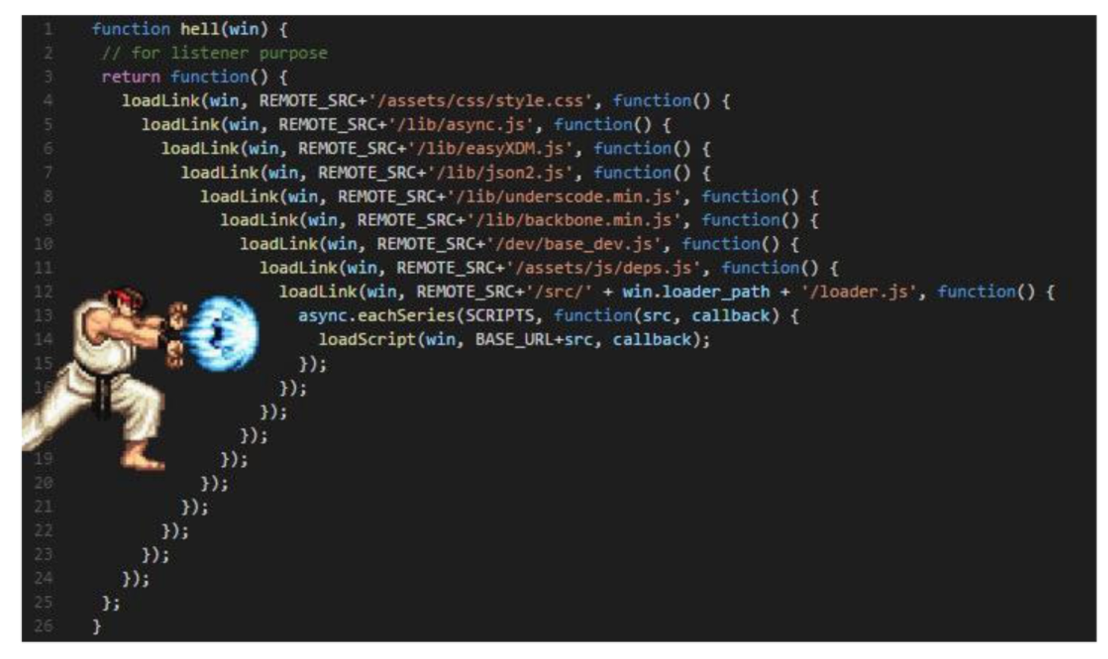 1 function hell(win) {
2 // for listener purpose
3 return function() {
4 loadLink(win, REMOTE_SRC+'/assets/css/style.css', function() {
5 loadLink(win, REMOTE_SRC+'/lib/async.js', function() {
6 loadLink(win, REMOTE_SRC+'/lib/easyXDM.js', function() {
7 loadLink(win, REMOTE_SRC+'/lib/json2.js', function() {
8 loadLink(win, REMOTE_SRC+'/lib/underscode.min.js', function() {
9 loadLink(win, REMOTE_SRC+'/lib/backbone.min.js', function() {
10 loadLink(win, REMOTE_SRC+'/dev/base_dev.js', function() {
11 loadLink(win, REMOTE_SRC+'/assets/js/deps.js', function() {
12 loadLink(win, REMOTE_SRC+'/src/' + win.loader_path + '/loader.js', function() {
13 async.eachSeries(SCRIPTS, function(src, callback) {
14 loadScript(win, BASE_URL+src, callback);
15 });
});
});
});
19 });
20 });
21 });
22 });
23 });
24 });
25 };
26 }